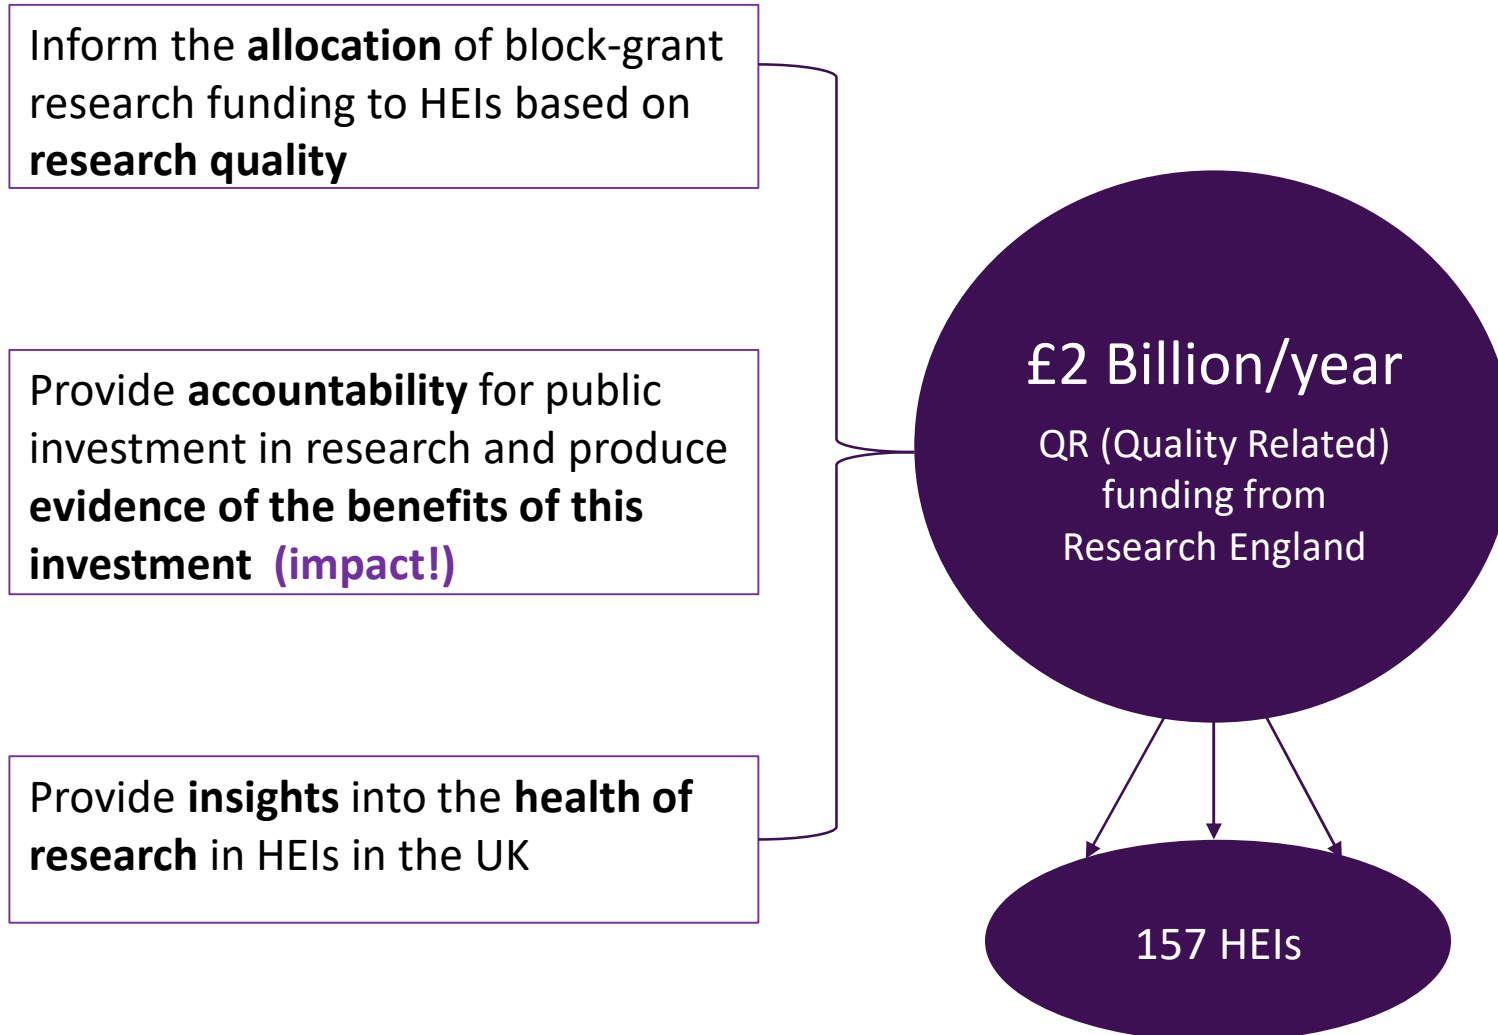 Inform the allocation of block-grant
research funding to HEIs based on
research quality
Provide accountability for public
investment in research and produce
evidence of the benefits of this
investment (impact!)
Provide insights into the health of
research in HEIs in the UK
£2 Billion/year
QR (Quality Related)
funding from
Research England
157 HEIs